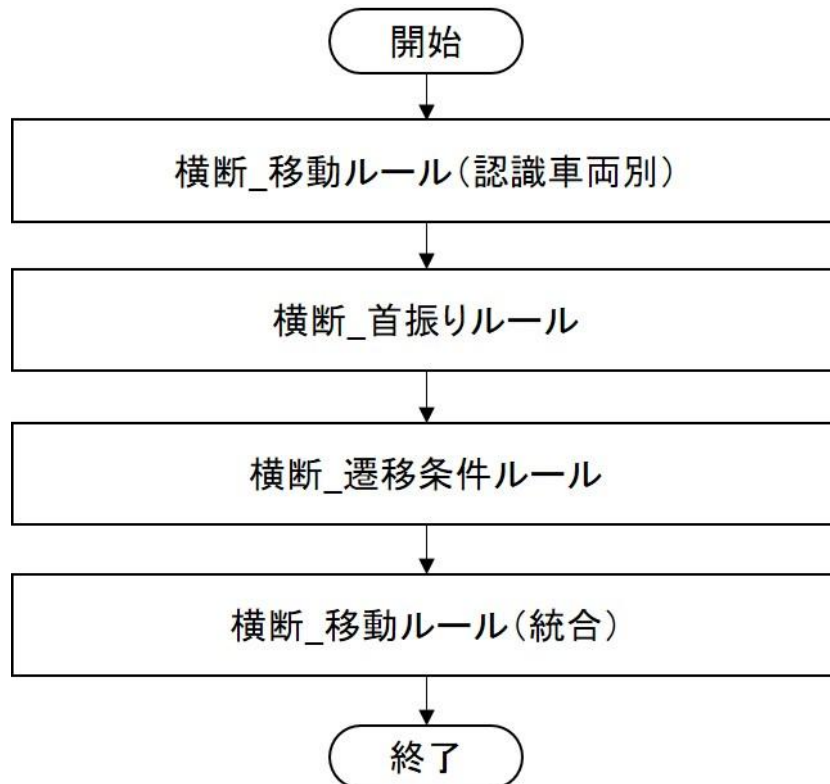 開始
横断_移動ルール（認識車両別）
横断_首振りルール
横断_遷移条件ルール
横断_移動ルール（統合）
終了